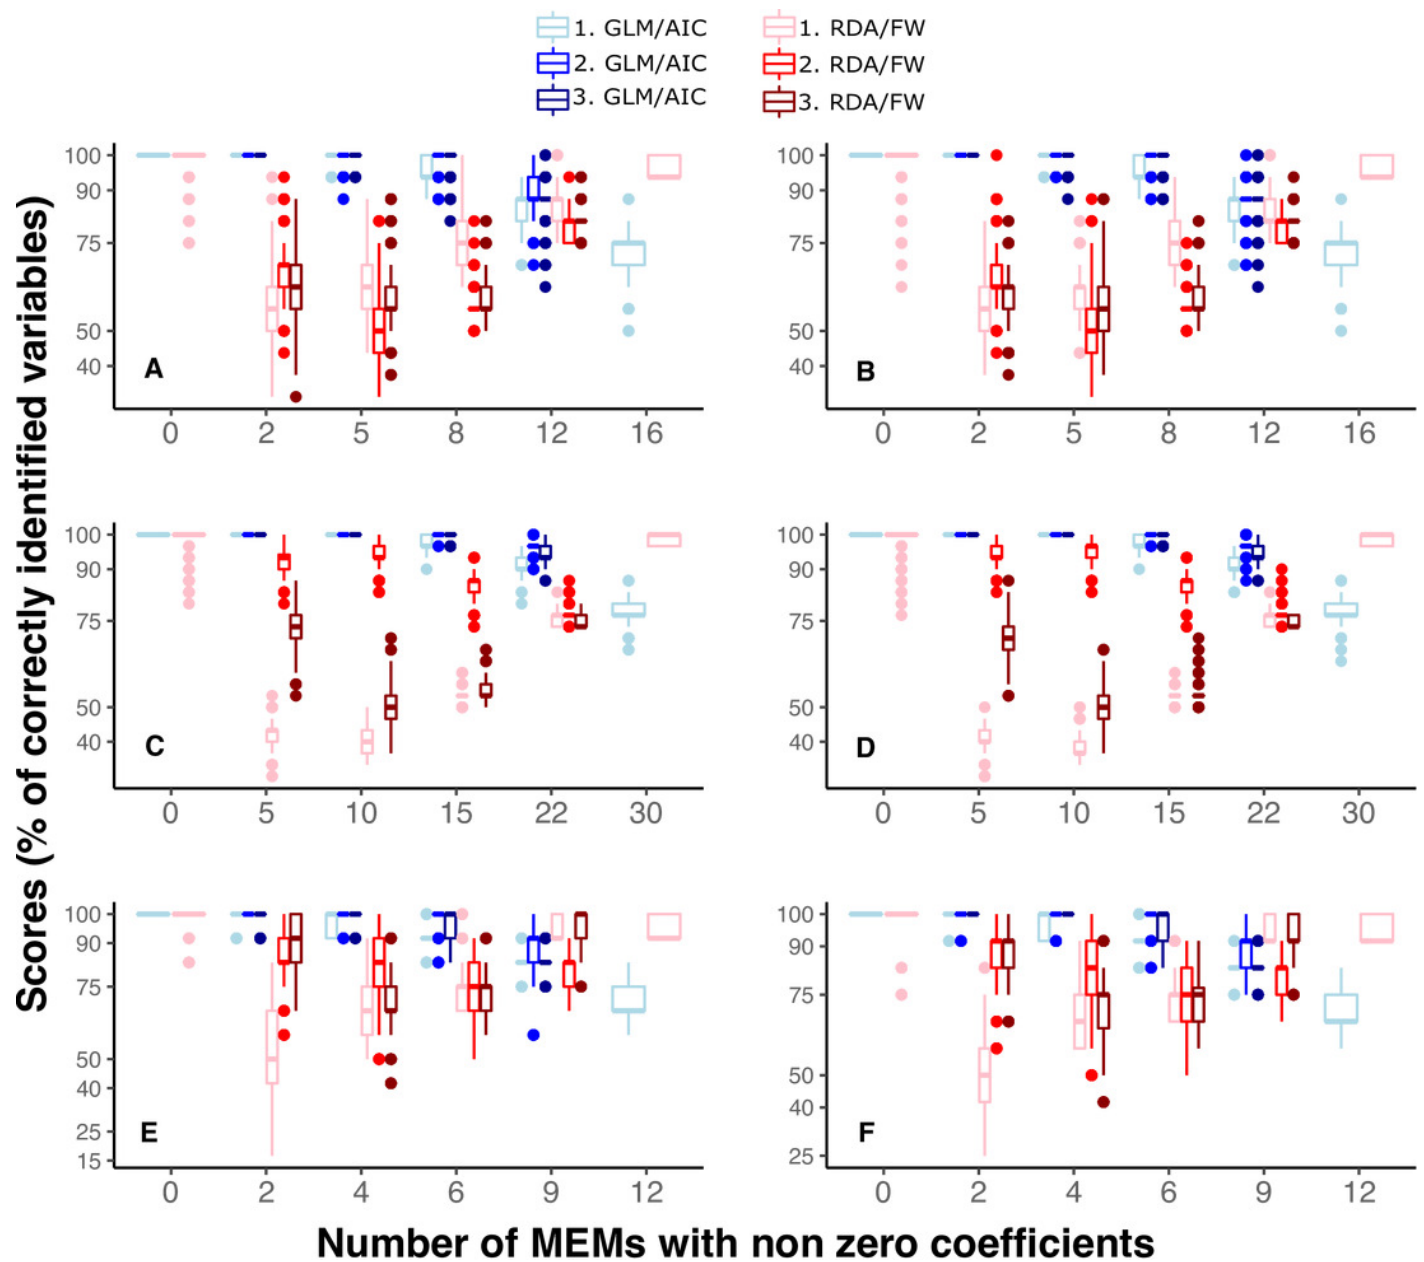 1. GLM/AIC 1. RDA/FW
2. GLM/AIC 2. RDA/FW
3. GLM/AIC 3. RDA/FW
Scores (% of correctly identified variables)
100
90
75
50
40
A
0 2 5 8 12 16
100
90
75
50
40
B
0 2 5 8 12 16
100
90
75
50
40
C
0 5 10 15 22 30
100
90
75
50
40
D
0 5 10 15 22 30
100
90
75
50
40
25
15
E
0 2 4 6 9 12
100
90
75
50
40
25
F
0 2 4 6 9 12
Number of MEMs with non zero coefficients